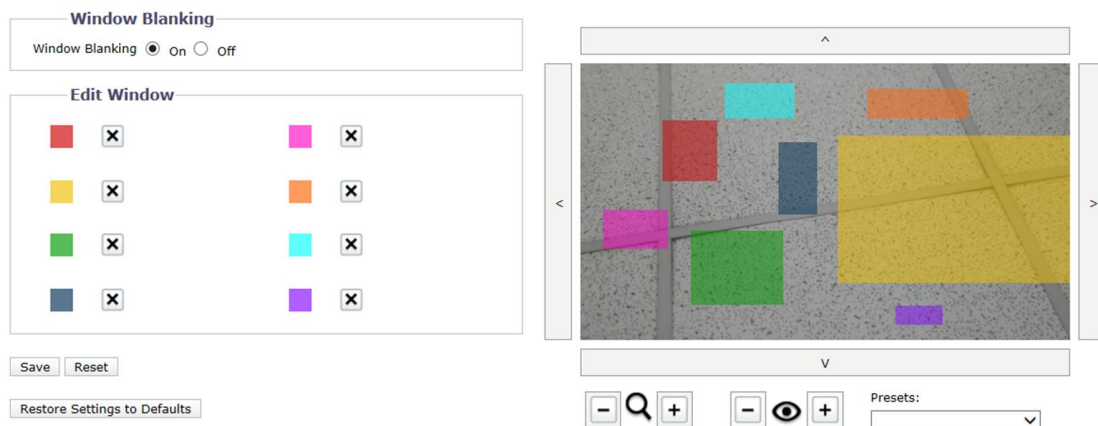 Window Blanking
Window Blanking On Off
Edit Window
Save Reset
Restore Settings to Defaults
^
<
>
v
Presets: